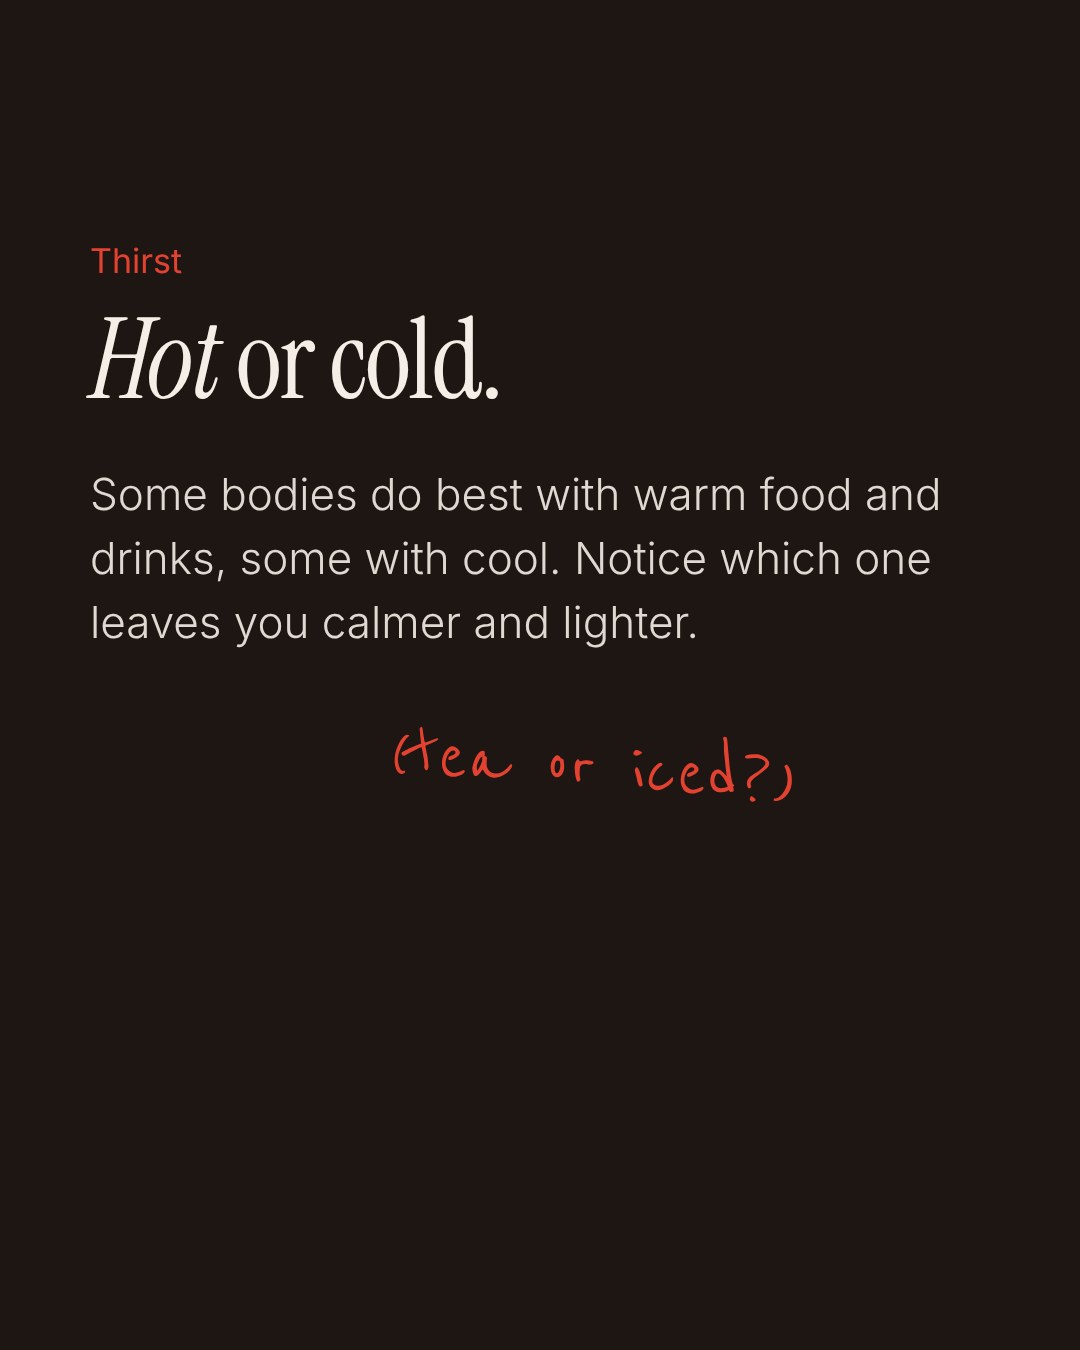 Thirst
Hot or cold.
Some bodies do best with warm food and
drinks, some with cool. Notice which one
leaves you calmer and lighter.
(tea or iced?)